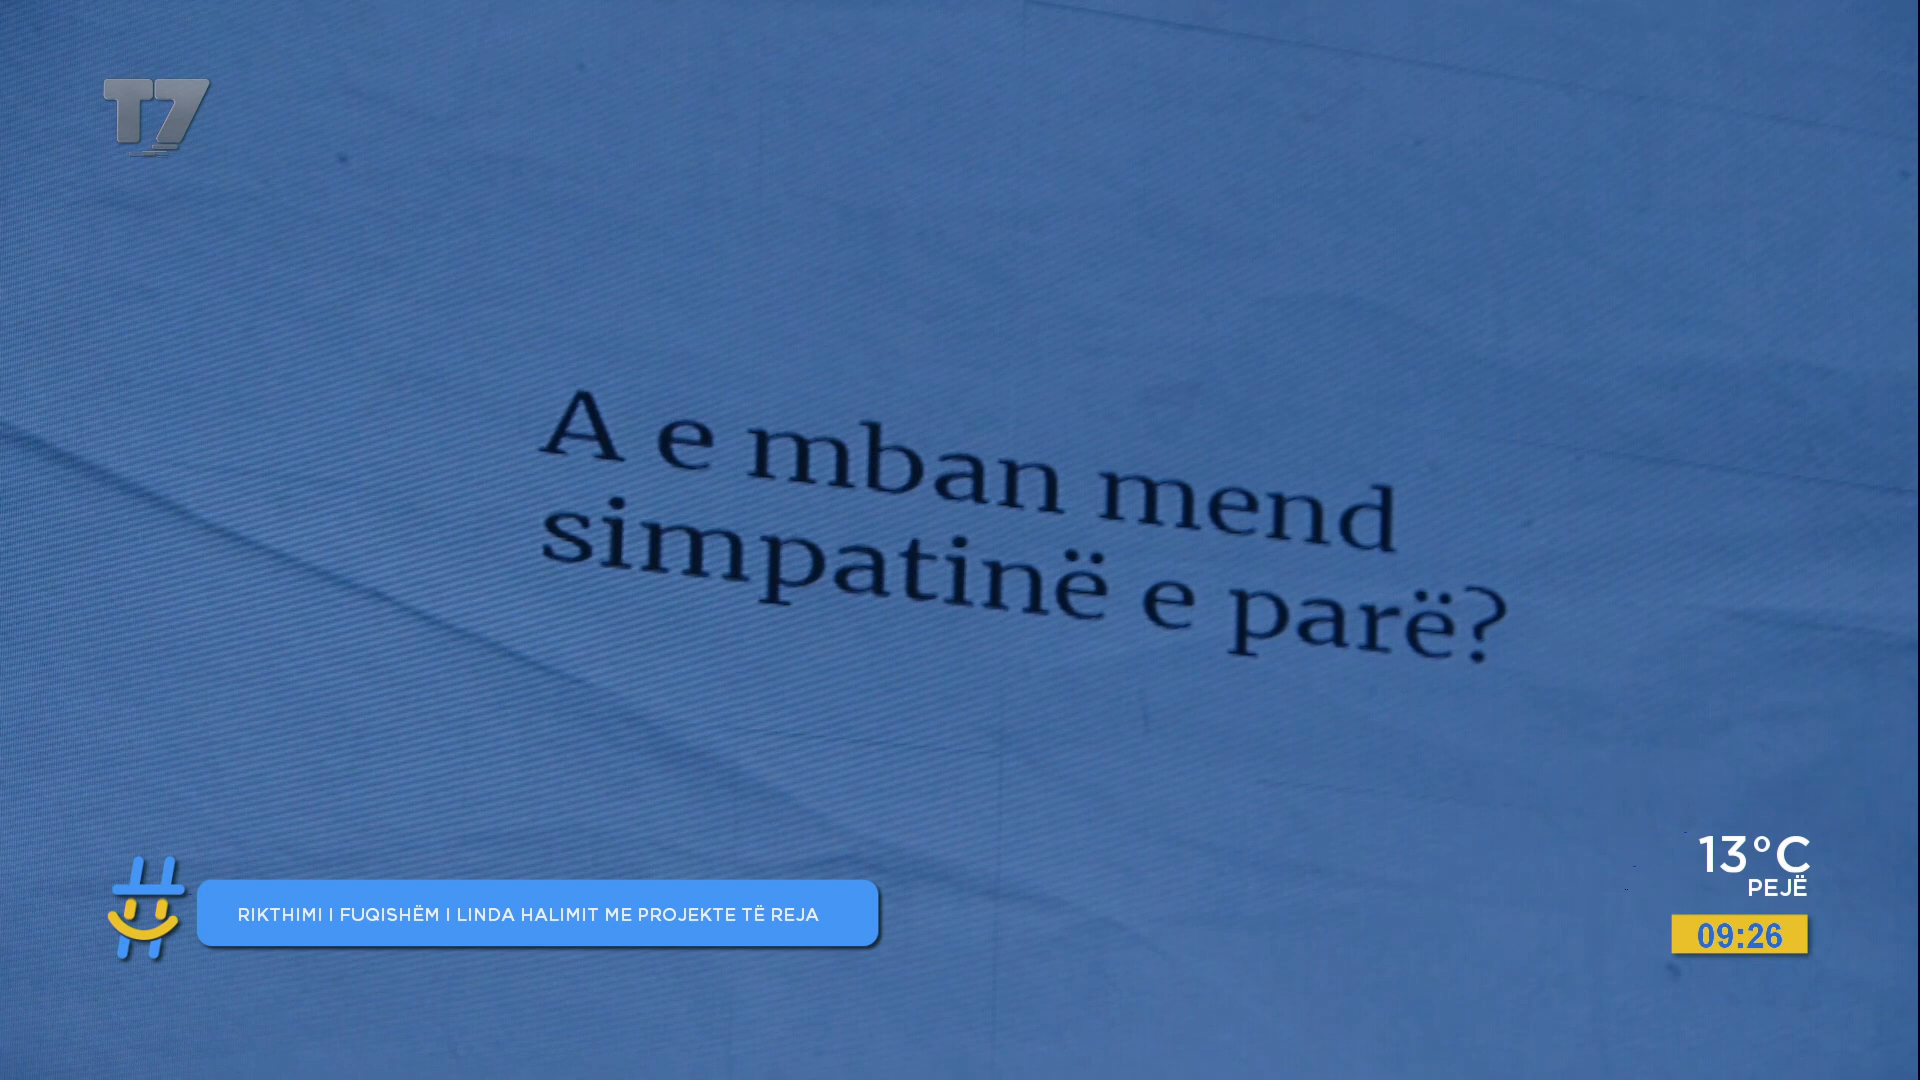 T7
A e mban mend
simpatinë e parë?
RIKTHIMI I FUQISHËM I LINDA HALIMIT ME PROJEKTE TË REJA
13°C
PEJË
09:26